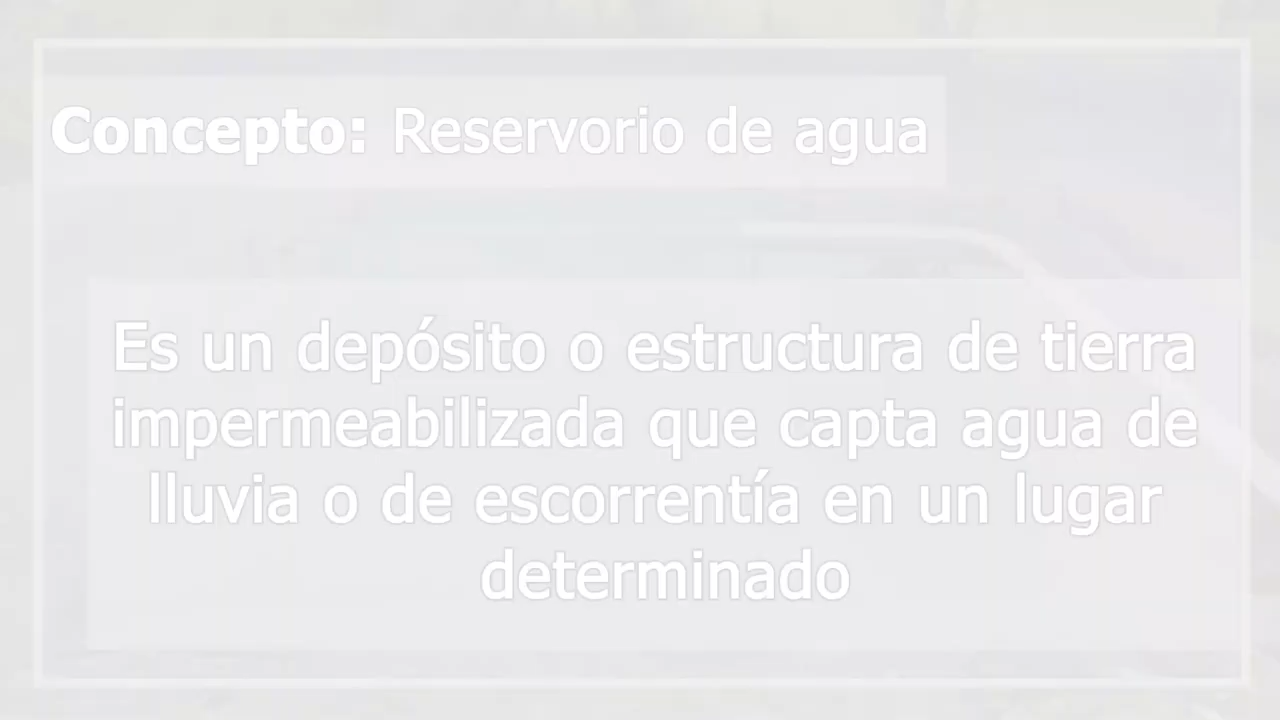 Concepto: Reservorio de agua
Es un depósito o estructura de tierra
impermeabilizada que capta agua de
lluvia o de escorrentía en un lugar
determinado